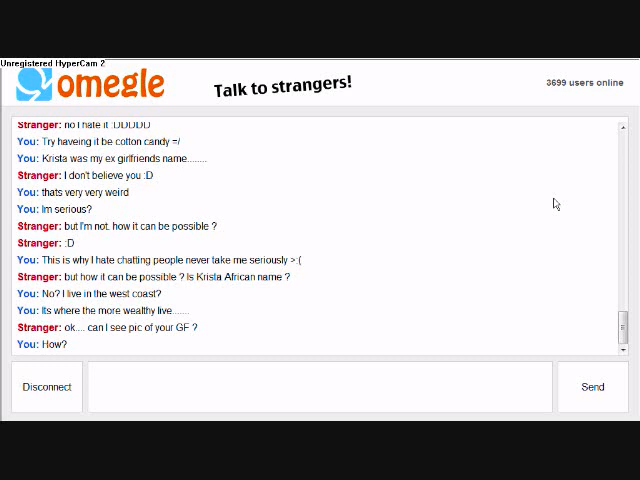 Unregistered HyperCam 2
omegle
Talk to strangers!
3699 users online
Stranger: no I hate it :DDDDD
You: Try haveing it be cotton candy =/
You: Krista was my ex girlfriends name........
Stranger: I don't believe you :D
You: thats very very weird
You: Im serious?
Stranger: but I'm not. how it can be possible ?
Stranger: :D
You: This is why I hate chatting people never take me seriously >:(
Stranger: but how it can be possible ? Is Krista African name ?
You: No? I live in the west coast?
You: Its where the more wealthy live.......
Stranger: ok.... can I see pic of your GF ?
You: How?
Disconnect
Send